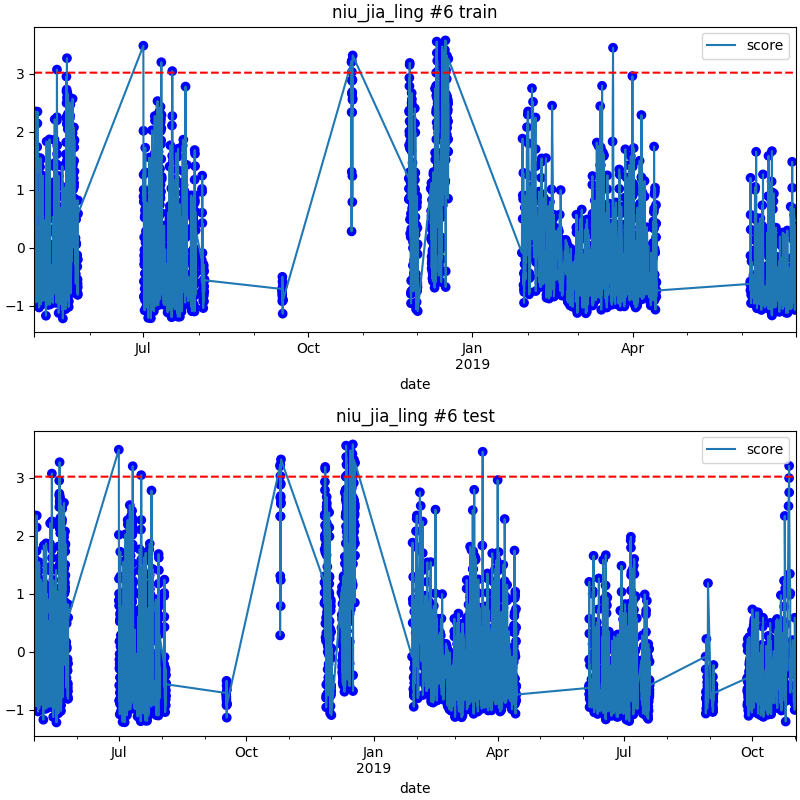 niu_jia_ling #6 train
score
3
2
1
0
−1
Jul
Oct
Jan
2019
Apr
date
niu_jia_ling #6 test
score
3
2
1
0
−1
Jul
Oct
Jan
2019
Apr
Jul
Oct
date